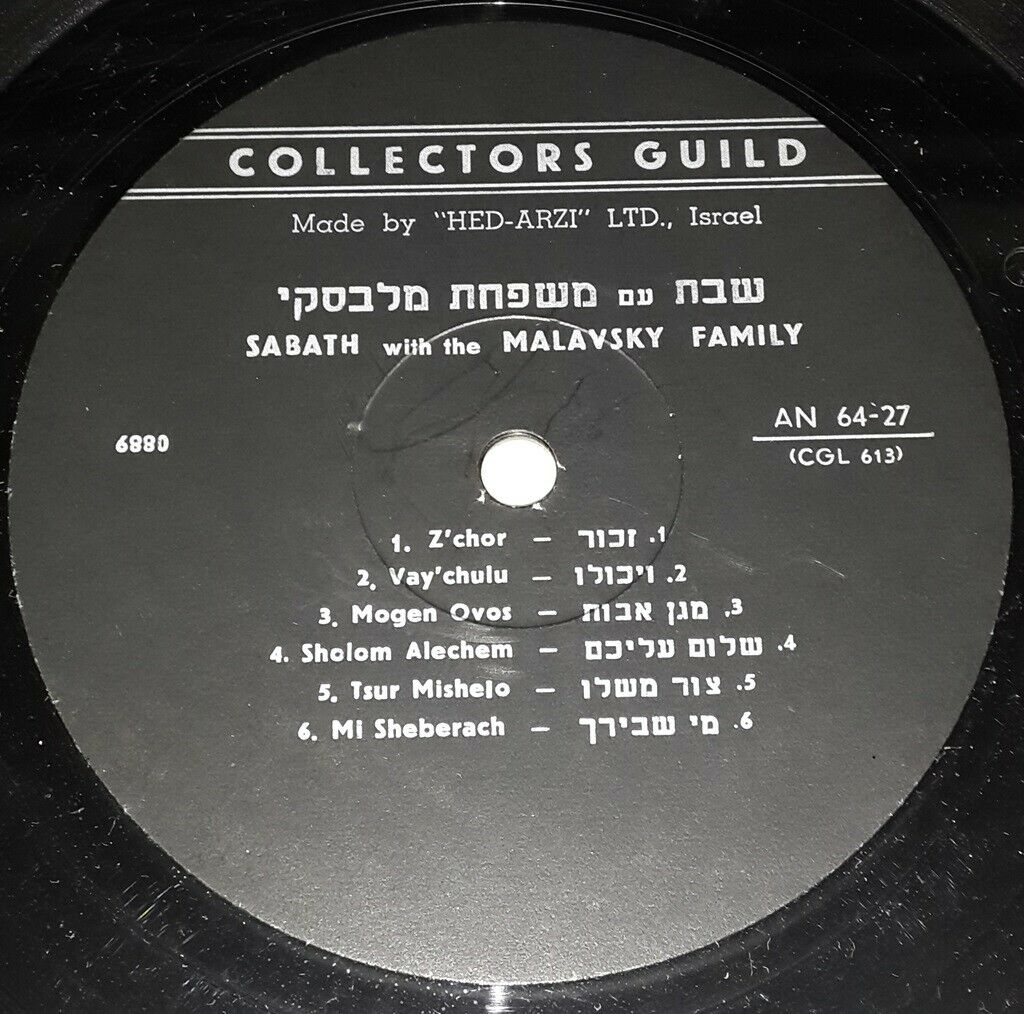 COLLECTORS GUILD
Made by "HED-ARZI" LTD., Israel
שבת עם משפחת מלבסקי
SABATH with the MALAVSKY FAMILY
6880
AN 64-27
(CGL 613)
1. Z'chor – זכור .1
2. Vay'chulu – ויכולו .2
3. Mogen Ovos – מגן אבות .3
4. Sholom Alechem – שלום עליכם .4
5. Tsur Mishelo – צור משלו .5
6. Mi Sheberach – מי שבירך .6